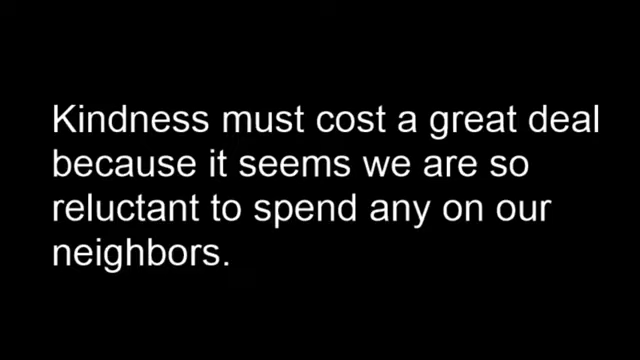 Kindness must cost a great deal
because it seems we are so
reluctant to spend any on our
neighbors.